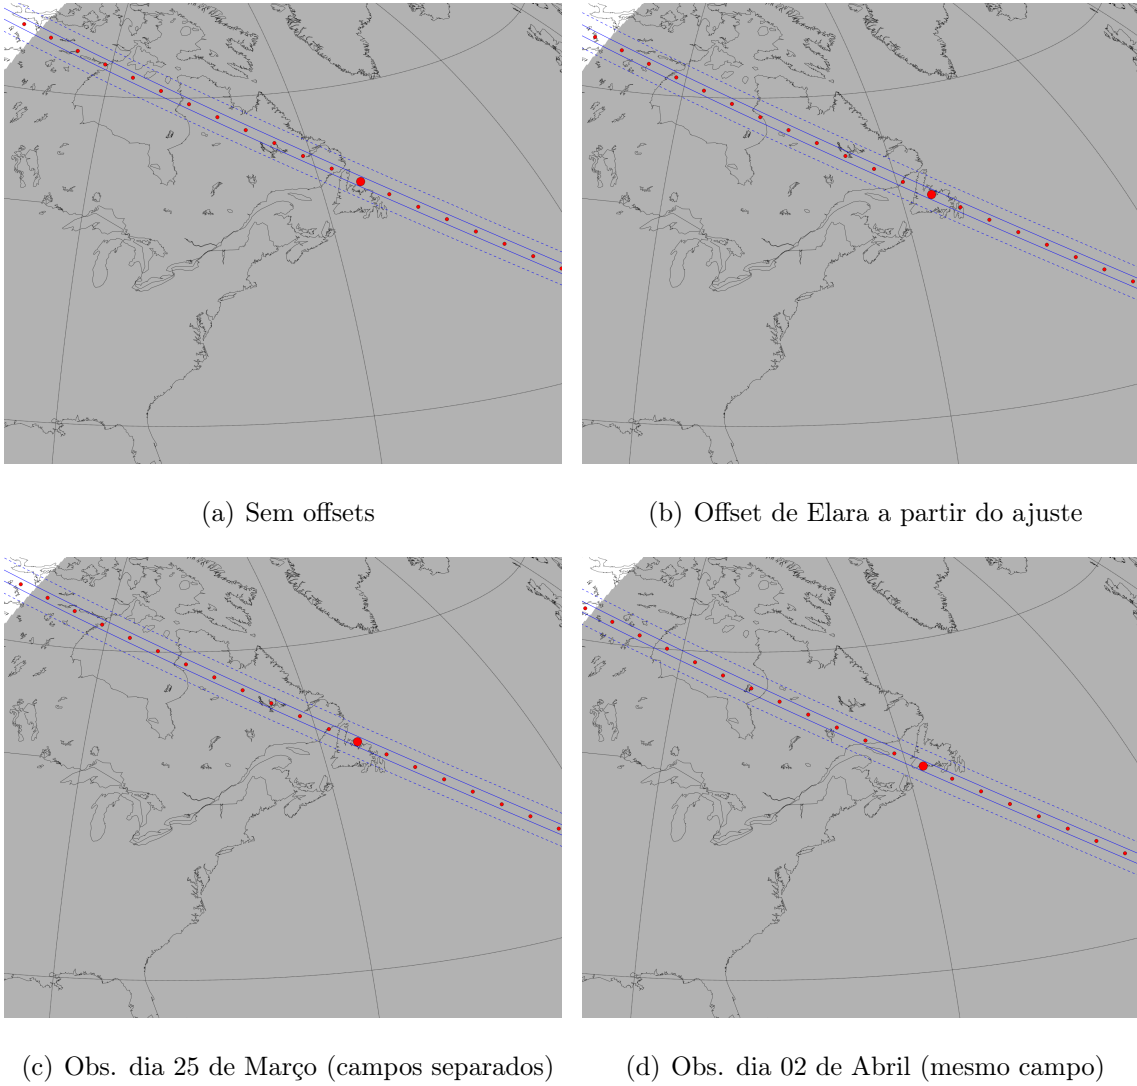 (a) Sem offsets
(b) Offset de Elara a partir do ajuste
(c) Obs. dia 25 de Março (campos separados)
(d) Obs. dia 02 de Abril (mesmo campo)